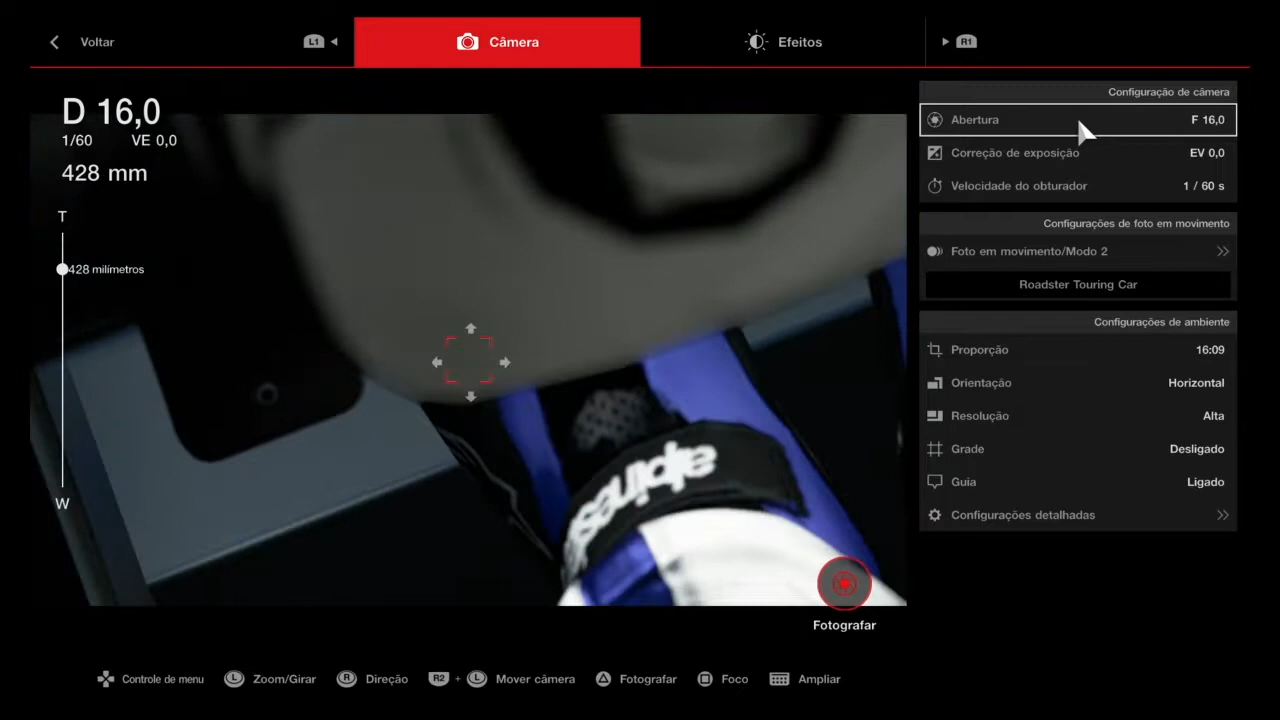 Voltar
L1
Câmera
Efeitos
R1
D 16,0
1/60 VE 0,0
428 mm
T
428 milímetros
W
Configuração de câmera
Abertura F 16,0
Correção de exposição EV 0,0
Velocidade do obturador 1 / 60 s
Configurações de foto em movimento
Foto em movimento/Modo 2
Roadster Touring Car
Configurações de ambiente
Proporção 16:09
Orientação Horizontal
Resolução Alta
Grade Desligado
Guia Ligado
Configurações detalhadas
alpines
Fotografar
Controle de menu
L Zoom/Girar
R Direção
R2 + L Mover câmera
Fotografar
Foco
Ampliar